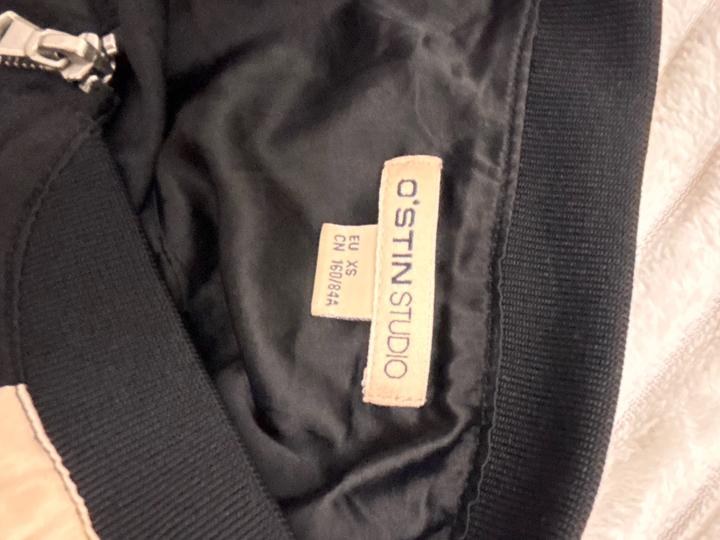 O'STIN STUDIO
EU XS
CN 160/84A